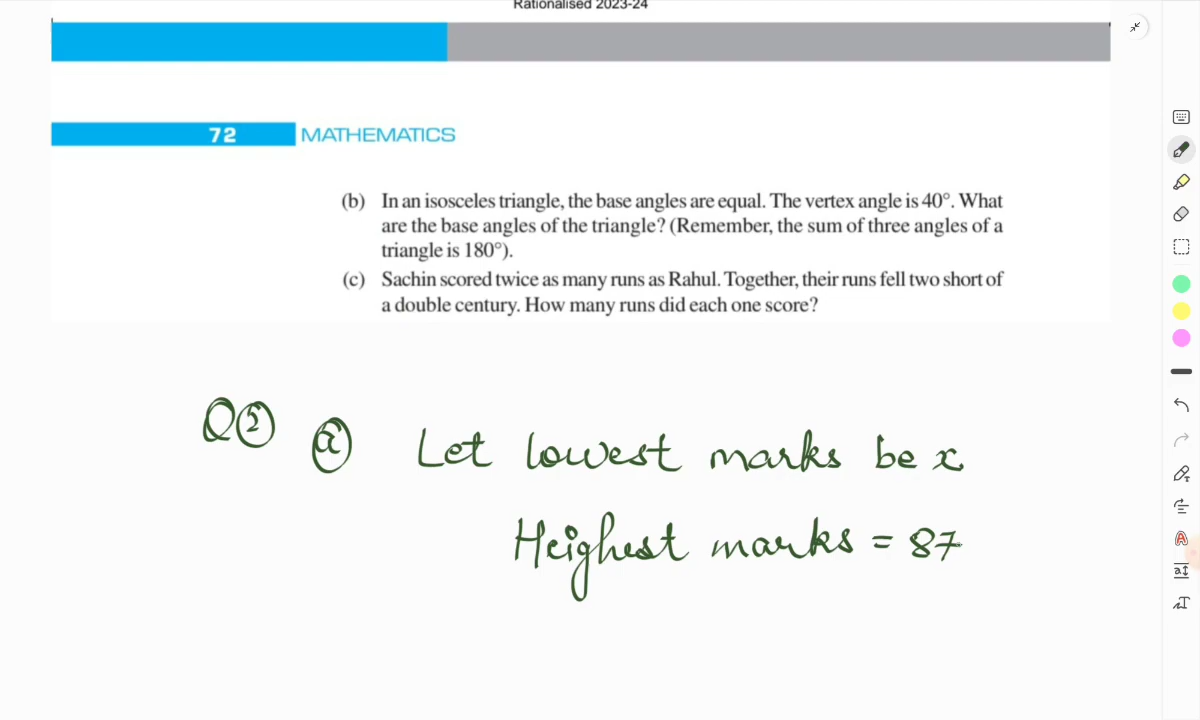 Rationalised 2023-24
72 MATHEMATICS
(b) In an isosceles triangle, the base angles are equal. The vertex angle is 40°. What
are the base angles of the triangle? (Remember, the sum of three angles of a
triangle is 180°).
(c) Sachin scored twice as many runs as Rahul. Together, their runs fell two short of
a double century. How many runs did each one score?
Q5 a Let lowest marks be x
Heighest marks = 87